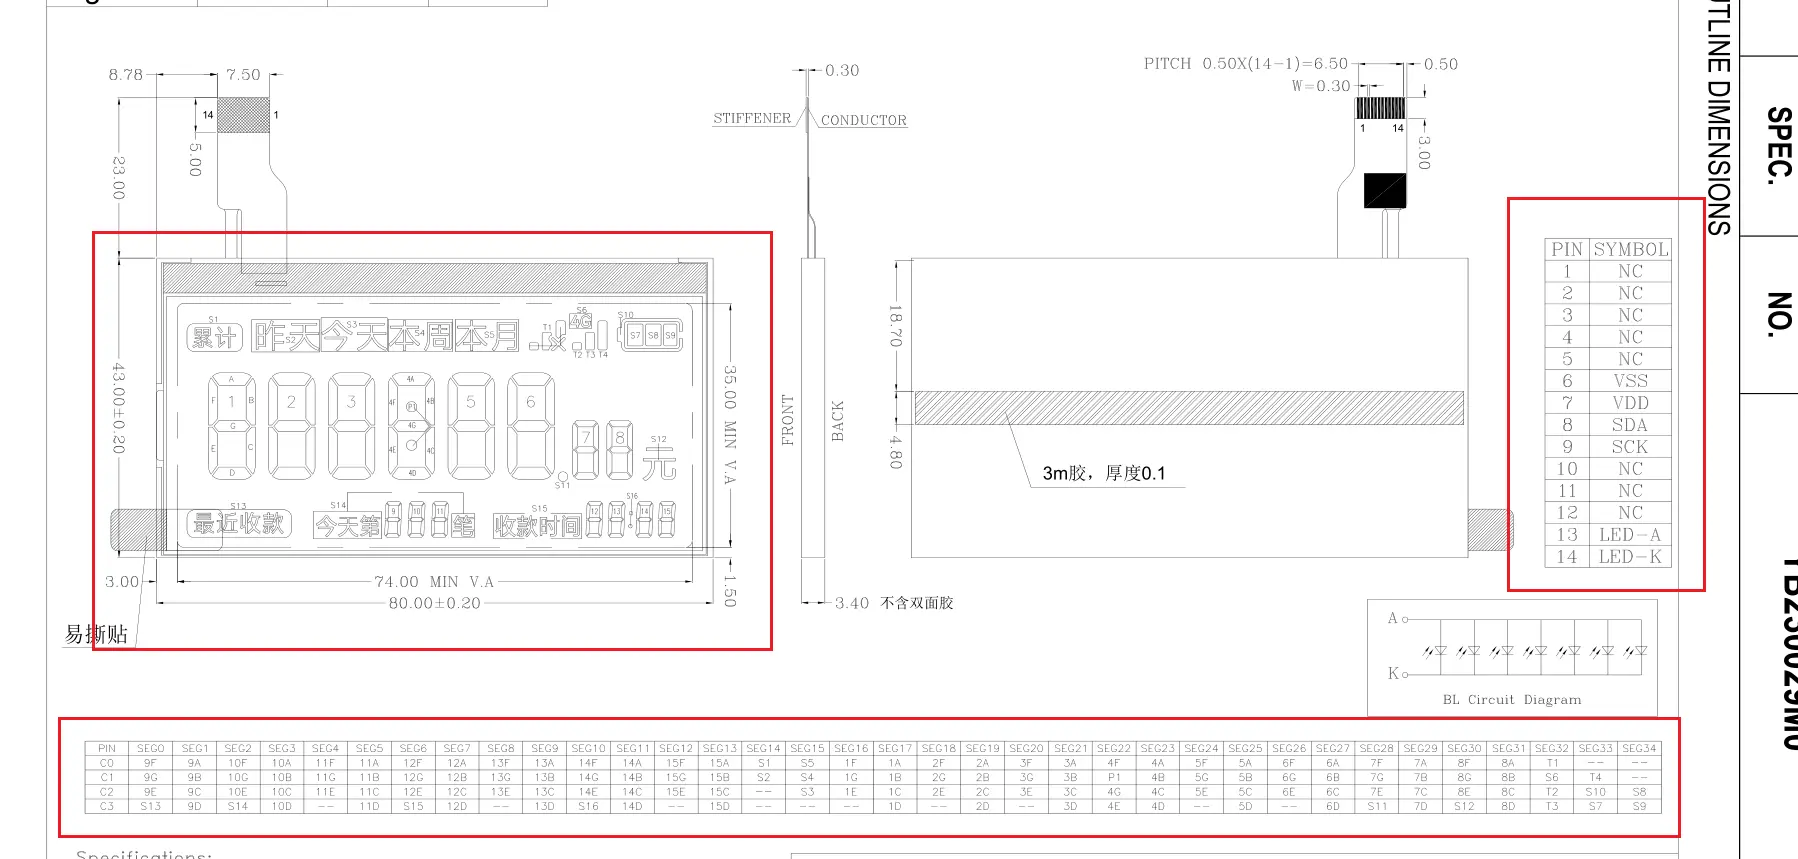 UTLINE DIMENSIONS
SPEC.
NO.
8.78
7.50
14
1
5.00
23.00
0.30
STIFFENER
CONDUCTOR
PITCH 0.50X(14-1)=6.50
0.50
W=0.30
1 14
3.00
S1
累计
昨天今天本周本月
S2 S3 S4 S5
T1
S6
4G
T2 T3 T4
S10
S7 S8 S9
A
F 1 B
G
E C
D
2
3
4A
4F P1 4B
4G
4E 4C
4D
5
6
S11
7
8
S12
元
S13
最近收款
S14
今天第
9 10 11
笔
S15
收款时间
12 13 14 15
S16
43.00±0.20
35.00 MIN V.A
3.00
74.00 MIN V.A
80.00±0.20
1.50
易撕贴
FRONT
BACK
3.40 不含双面胶
18.70
4.80
3m胶，厚度0.1
PIN SYMBOL
1 NC
2 NC
3 NC
4 NC
5 NC
6 VSS
7 VDD
8 SDA
9 SCK
10 NC
11 NC
12 NC
13 LED-A
14 LED-K
A
K
BL Circuit Diagram
PIN SEG0 SEG1 SEG2 SEG3 SEG4 SEG5 SEG6 SEG7 SEG8 SEG9 SEG10 SEG11 SEG12 SEG13 SEG14 SEG15 SEG16 SEG17 SEG18 SEG19 SEG20 SEG21 SEG22 SEG23 SEG24 SEG25 SEG26 SEG27 SEG28 SEG29 SEG30 SEG31 SEG32 SEG33 SEG34
C0 9F 9A 10F 10A 11F 11A 12F 12A 13F 13A 14F 14A 15F 15A S1 S5 1F 1A 2F 2A 3F 3A 4F 4A 5F 5A 6F 6A 7F 7A 8F 8A T1 -- --
C1 9G 9B 10G 10B 11G 11B 12G 12B 13G 13B 14G 14B 15G 15B S2 S4 1G 1B 2G 2B 3G 3B P1 4B 5G 5B 6G 6B 7G 7B 8G 8B S6 T4 --
C2 9E 9C 10E 10C 11E 11C 12E 12C 13E 13C 14E 14C 15E 15C -- S3 1E 1C 2E 2C 3E 3C 4G 4C 5E 5C 6E 6C 7E 7C 8E 8C T2 S10 S8
C3 S13 9D S14 10D -- 11D S15 12D -- 13D S16 14D -- 15D -- -- -- 1D -- 2D -- 3D 4E 4D -- 5D -- 6D S11 7D S12 8D T3 S7 S9
Specifications: